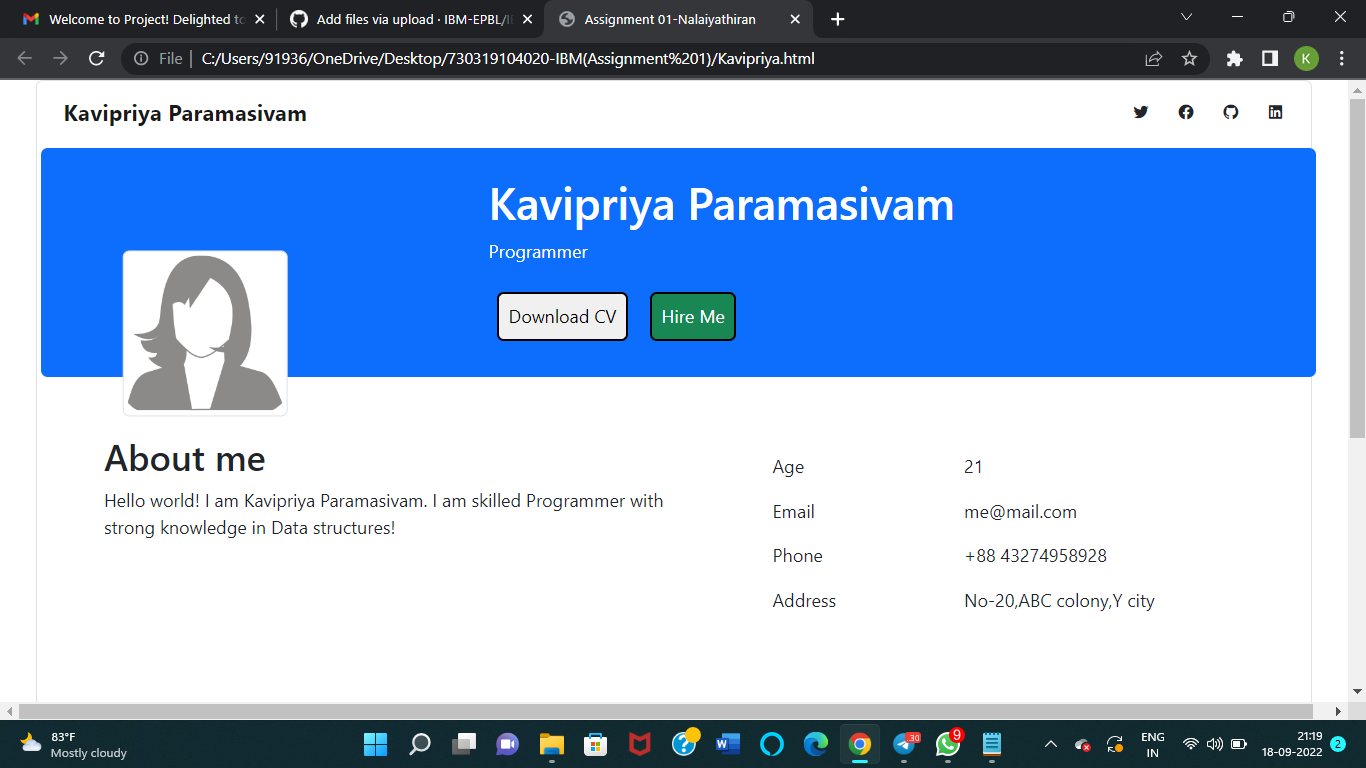 Welcome to Project! Delighted to
Add files via upload · IBM-EPBL/I
Assignment 01-Nalaiyathiran
File
C:/Users/91936/OneDrive/Desktop/730319104020-IBM(Assignment%201)/Kavipriya.html
K
Kavipriya Paramasivam
Kavipriya Paramasivam
Programmer
Download CV
Hire Me
About me
Hello world! I am Kavipriya Paramasivam. I am skilled Programmer with
strong knowledge in Data structures!
Age 21
Email me@mail.com
Phone +88 43274958928
Address No-20,ABC colony,Y city
83°F
Mostly cloudy
30
9
ENG
IN
21:19
18-09-2022
2